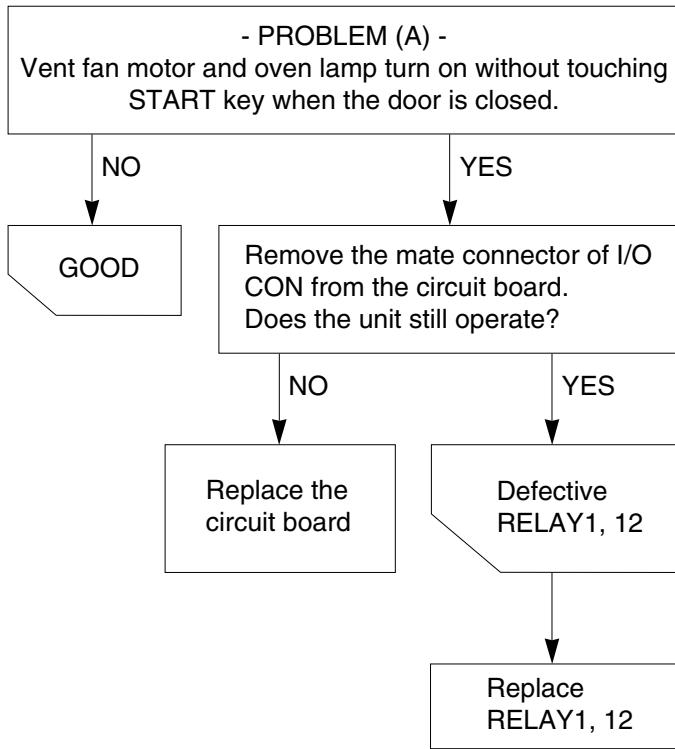 - PROBLEM (A) -
Vent fan motor and oven lamp turn on without touching
START key when the door is closed.
NO
YES
GOOD
Remove the mate connector of I/O
CON from the circuit board.
Does the unit still operate?
NO
YES
Replace the
circuit board
Defective
RELAY1, 12
Replace
RELAY1, 12